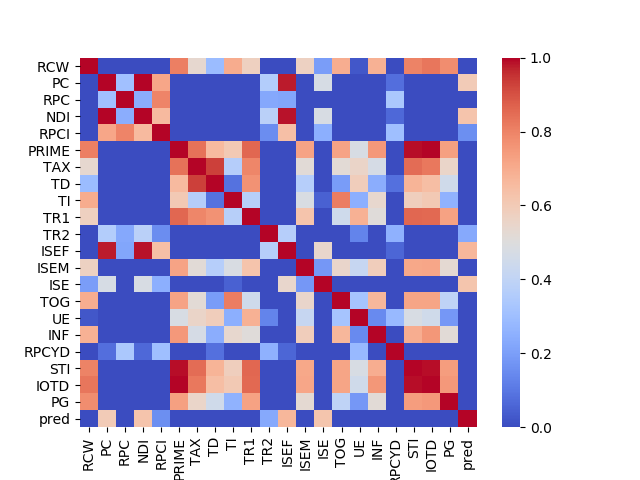 RCW
PC
RPC
NDI
RPCI
PRIME
TAX
TD
TI
TR1
TR2
ISEF
ISEM
ISE
TOG
UE
INF
RPCYD
STI
IOTD
PG
pred
RCW PC RPC NDI RPCI PRIME TAX TD TI TR1 TR2 ISEF ISEM ISE TOG UE INF RPCYD STI IOTD PG pred
1.0
0.8
0.6
0.4
0.2
0.0